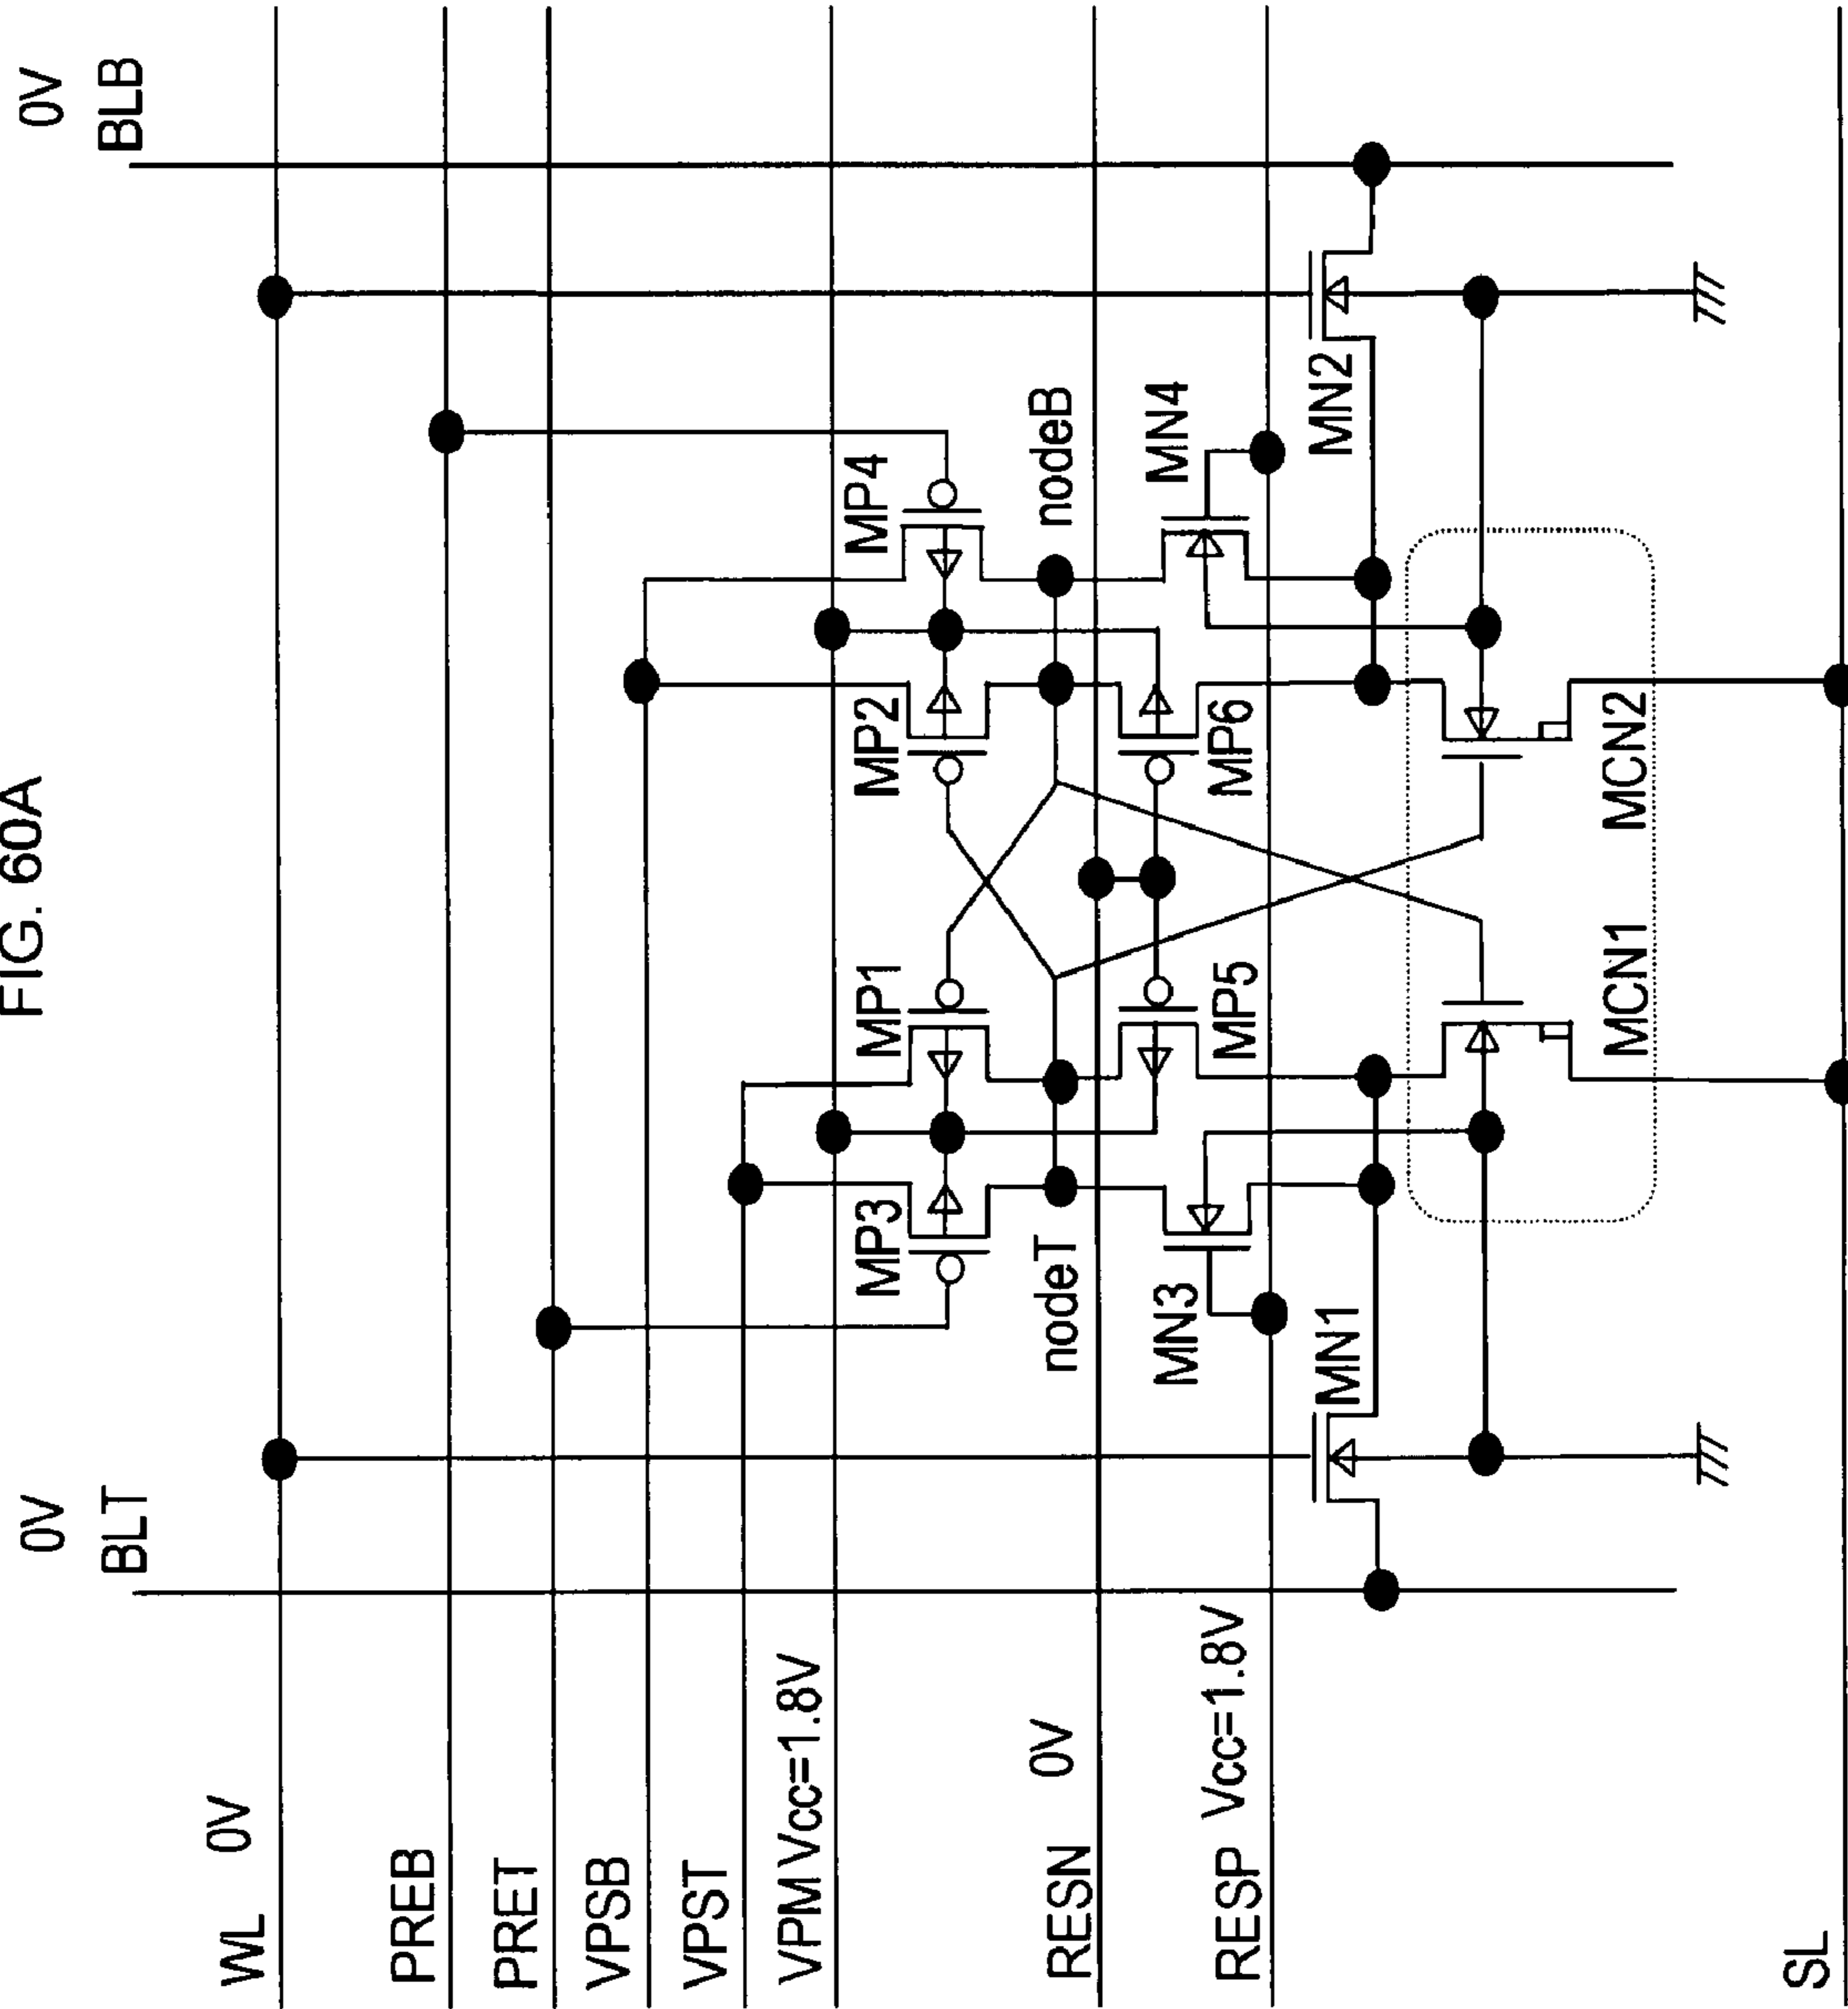 FIG. 60A
0V 0V
BLT BLB
WL 0V
PREB
PRET
VPSB
VPST
VPM Vcc=1.8V
MP3 MP1 MP2 MP4
nodeT nodeB
RESN 0V
MN3 MP5 MP6 MN4
RESP Vcc=1.8V
MN1 MN2
MCN1 MCN2
SL